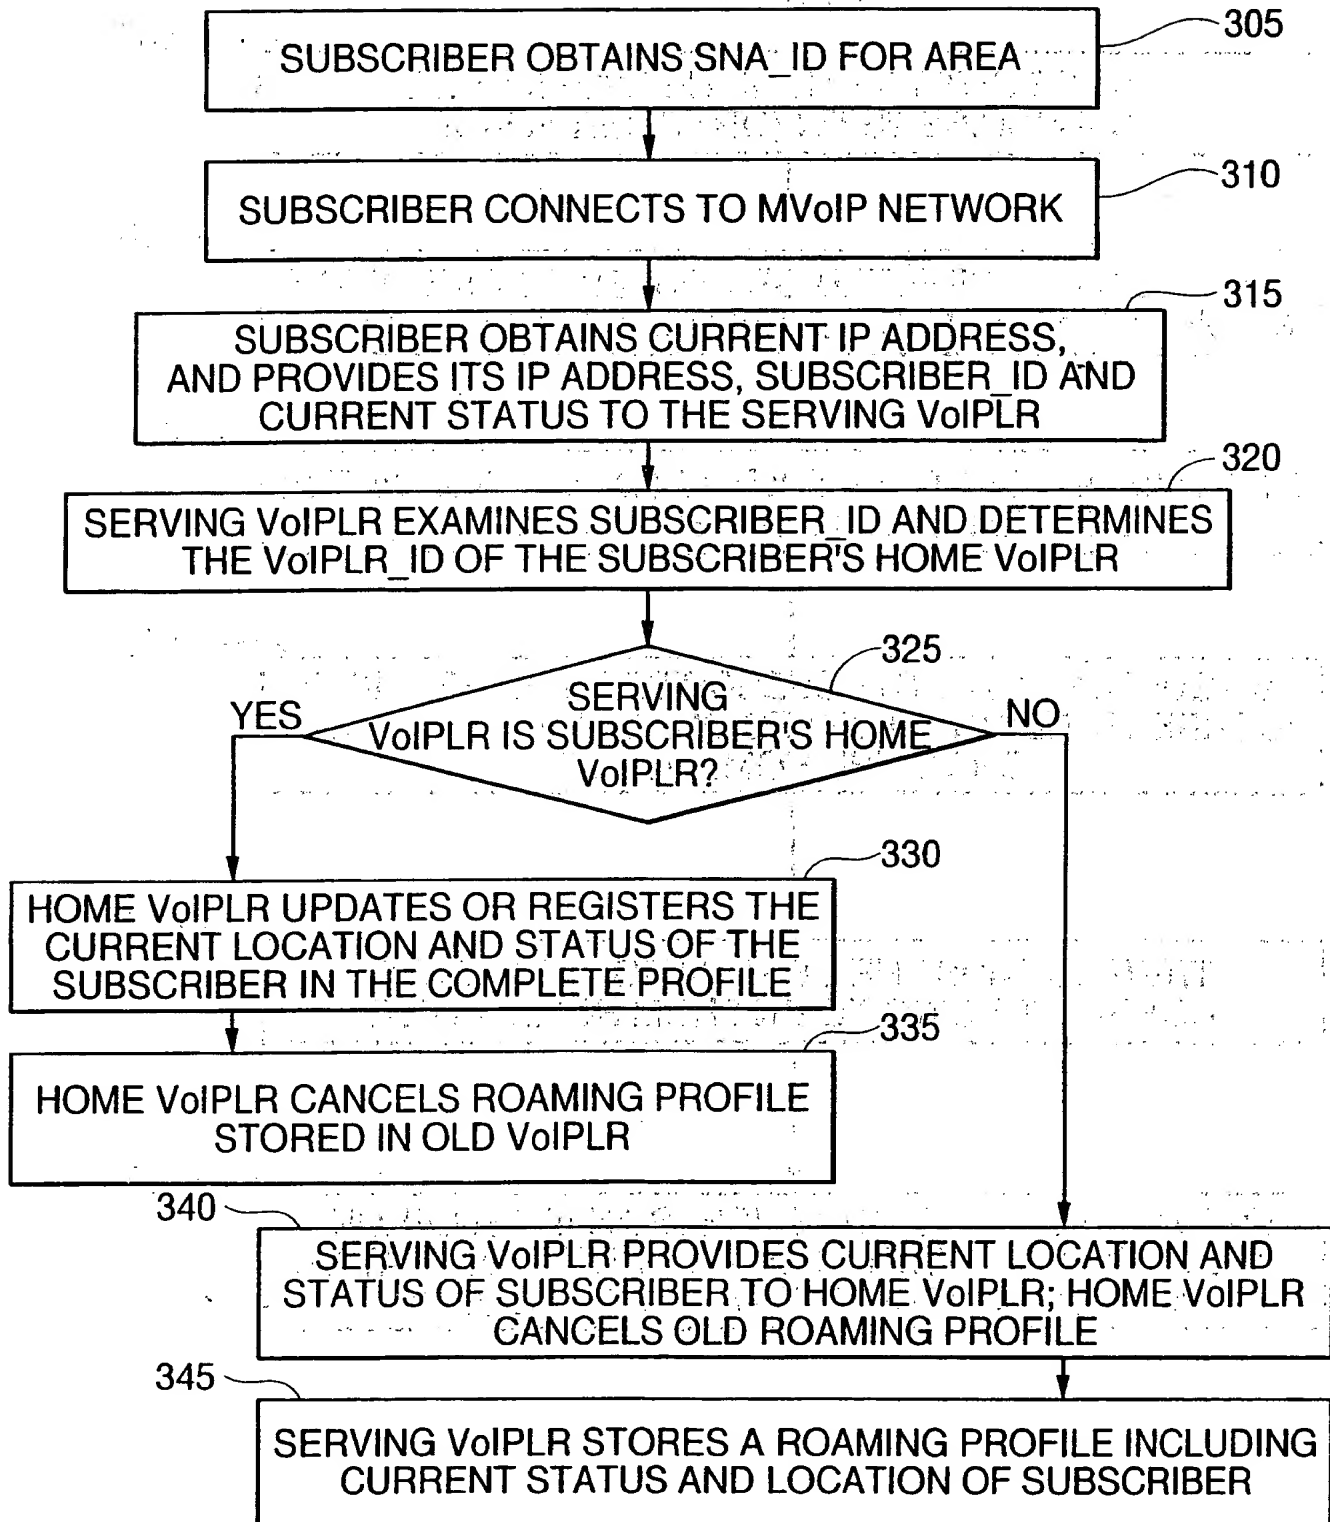 305
SUBSCRIBER OBTAINS SNA_ID FOR AREA
310
SUBSCRIBER CONNECTS TO MVoIP NETWORK
315
SUBSCRIBER OBTAINS CURRENT IP ADDRESS,
AND PROVIDES ITS IP ADDRESS, SUBSCRIBER_ID AND
CURRENT STATUS TO THE SERVING VoIPLR
320
SERVING VoIPLR EXAMINES SUBSCRIBER_ID AND DETERMINES
THE VoIPLR_ID OF THE SUBSCRIBER'S HOME VoIPLR
325
SERVING
VoIPLR IS SUBSCRIBER'S HOME
VoIPLR?
YES
NO
330
HOME VoIPLR UPDATES OR REGISTERS THE
CURRENT LOCATION AND STATUS OF THE
SUBSCRIBER IN THE COMPLETE PROFILE
335
HOME VoIPLR CANCELS ROAMING PROFILE
STORED IN OLD VoIPLR
340
SERVING VoIPLR PROVIDES CURRENT LOCATION AND
STATUS OF SUBSCRIBER TO HOME VoIPLR; HOME VoIPLR
CANCELS OLD ROAMING PROFILE
345
SERVING VoIPLR STORES A ROAMING PROFILE INCLUDING
CURRENT STATUS AND LOCATION OF SUBSCRIBER